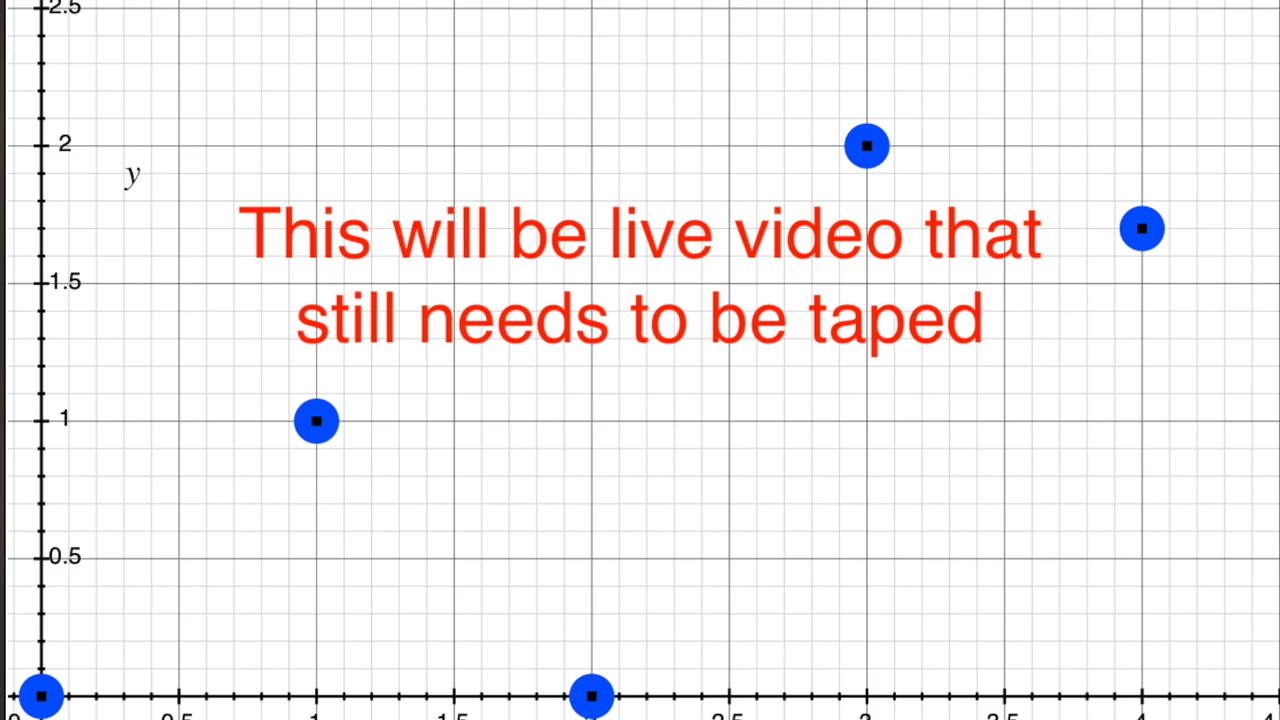 2.5
2
y
This will be live video that
1.5
still needs to be taped
1
0.5
0 0.5 1 1.5 2.5 3 3.5 4